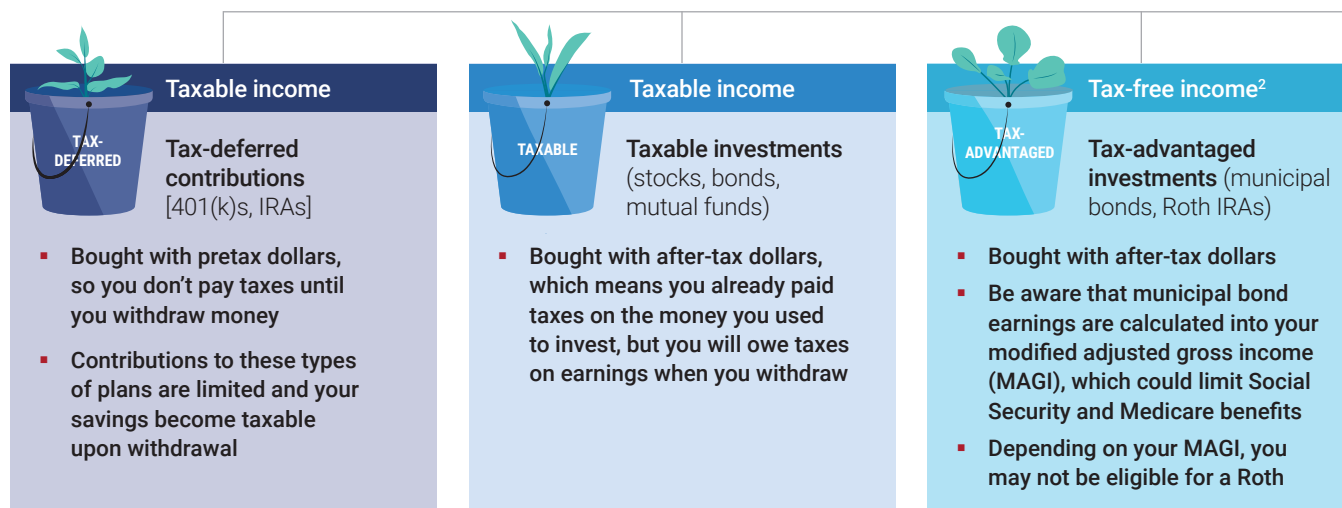 Taxable income
TAX-
DEFERRED
Tax-deferred
contributions
[401(k)s, IRAs]
▪ Bought with pretax dollars,
so you don’t pay taxes until
you withdraw money
▪ Contributions to these types
of plans are limited and your
savings become taxable
upon withdrawal
Taxable income
TAXABLE
Taxable investments
(stocks, bonds,
mutual funds)
▪ Bought with after-tax dollars,
which means you already paid
taxes on the money you used
to invest, but you will owe taxes
on earnings when you withdraw
Tax-free income²
TAX-
ADVANTAGED
Tax-advantaged
investments (municipal
bonds, Roth IRAs)
▪ Bought with after-tax dollars
▪ Be aware that municipal bond
earnings are calculated into your
modified adjusted gross income
(MAGI), which could limit Social
Security and Medicare benefits
▪ Depending on your MAGI, you
may not be eligible for a Roth